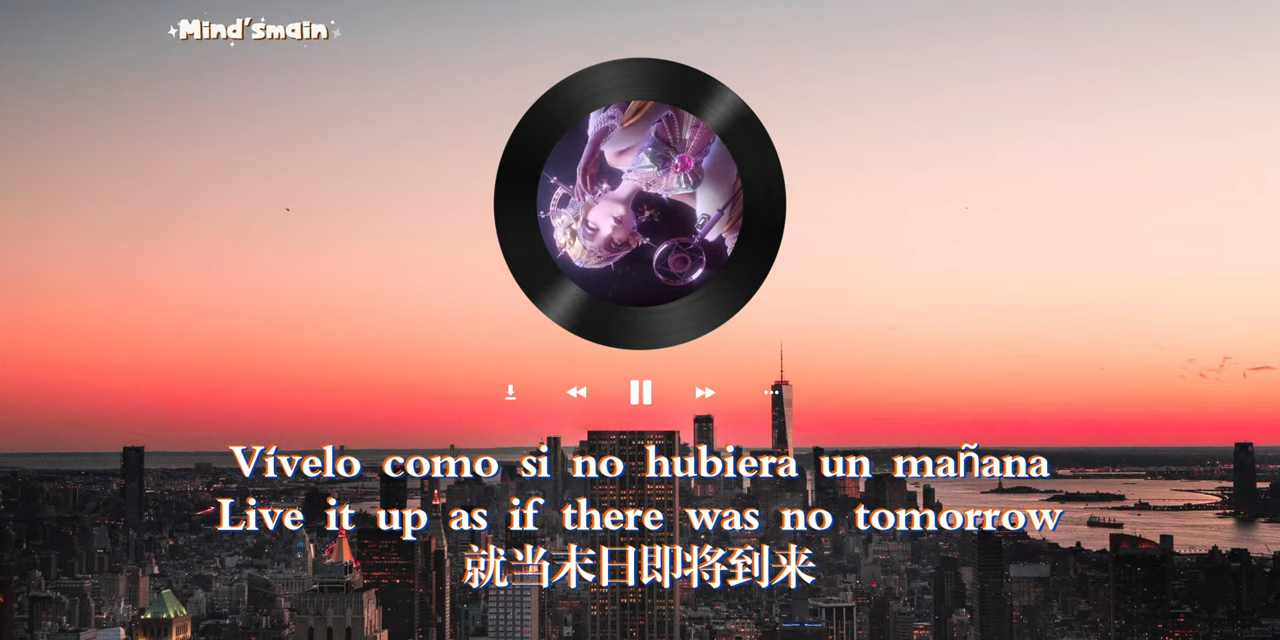 Mind'smain
Vívelo como si no hubiera un mañana
Live it up as if there was no tomorrow
就当末日即将到来